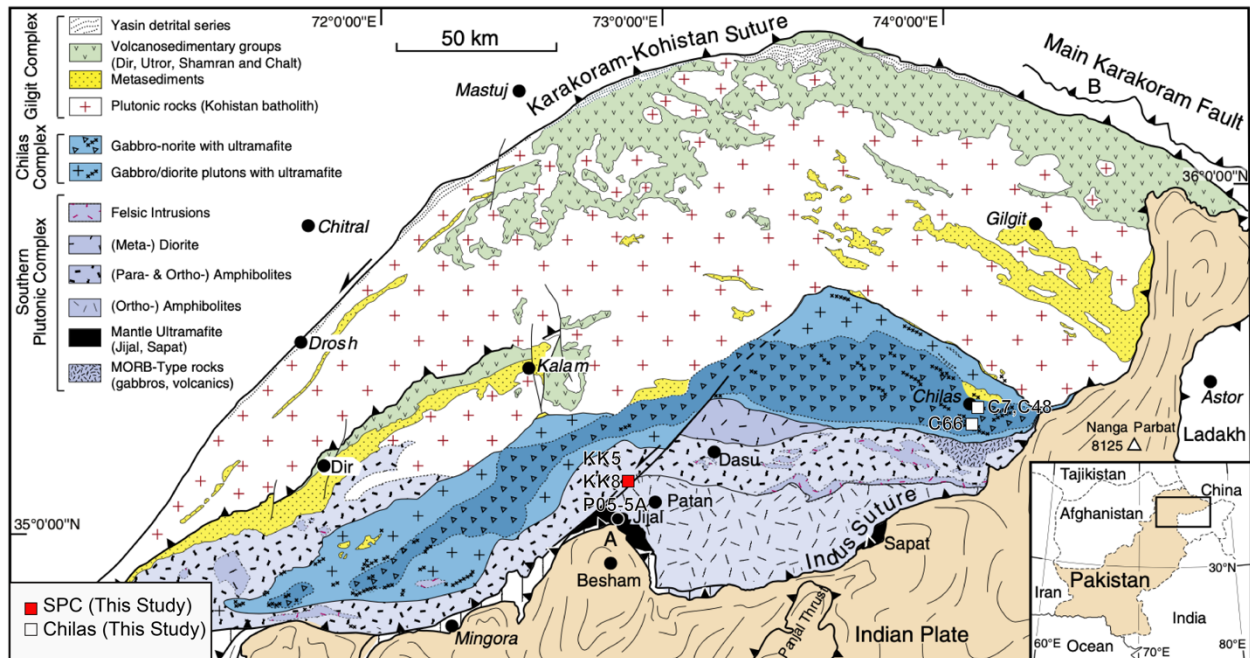 72°0'00"E
73°0'00"E
74°0'00"E
Gilgit Complex
Yasin detrital series
Volcanosedimentary groups
(Dir, Utror, Shamran and Chalt)
Metasediments
Plutonic rocks (Kohistan batholith)
Chilas
Complex
Gabbro-norite with ultramafite
Gabbro/diorite plutons with ultramafite
Southern
Plutonic Complex
Felsic Intrusions
(Meta-) Diorite
(Para- & Ortho-) Amphibolites
(Ortho-) Amphibolites
Mantle Ultramafite
(Jijal, Sapat)
MORB-Type rocks
(gabbros, volcanics)
50 km
Karakoram-Kohistan Suture
Main Karakoram Fault
B
Mastuj
36°0'00"N
Chitral
Gilgit
Drosh
Kalam
Astor
Chilas
C7,C48
C66
Nanga Parbat
8125
Ladakh
Dir
Dasu
KK5
KK8
Patan
P05-5A
Jijal
A
35°0'00"N
Indus Suture
Sapat
Besham
Mingora
Panjal Thrust
Indian Plate
SPC (This Study)
Chilas (This Study)
Tajikistan
China
Afghanistan
30°N
Pakistan
Iran
India
Ocean
60°E
70°E
80°E